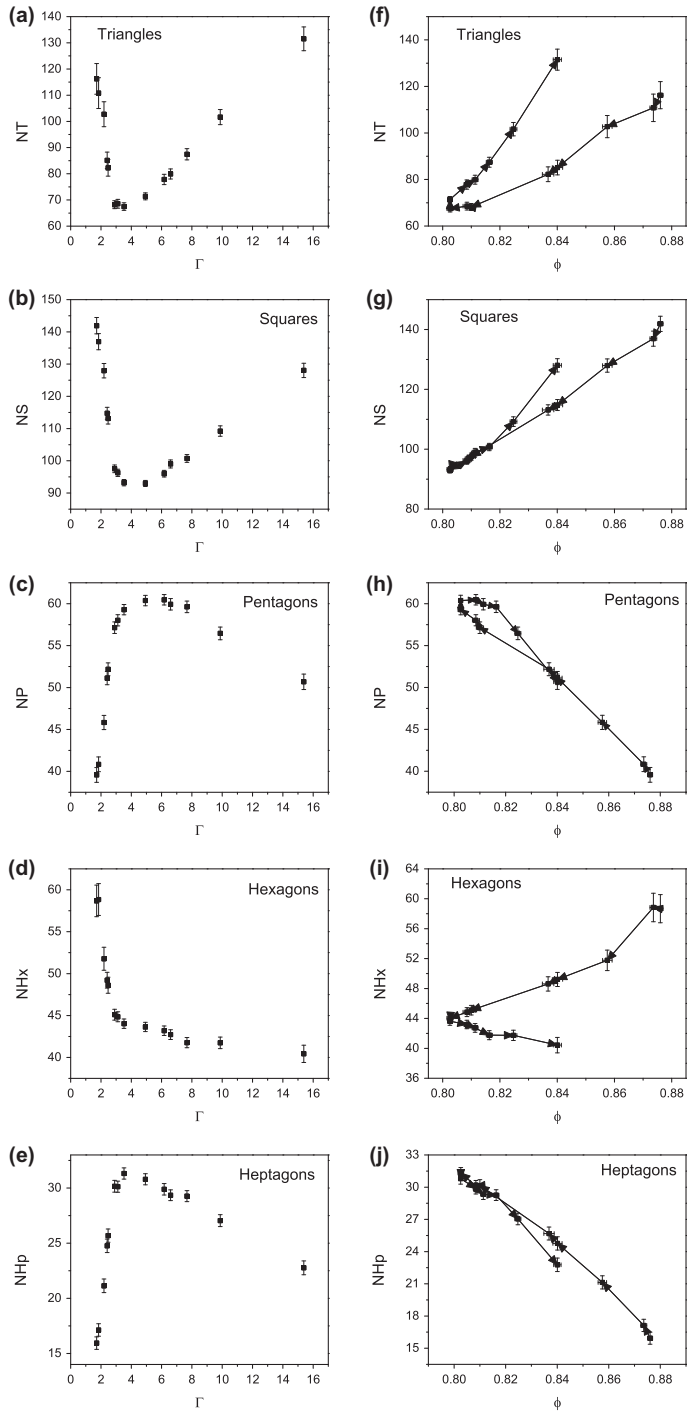 (a)
Triangles
NT
140
130
120
110
100
90
80
70
60
0 2 4 6 8 10 12 14 16
Γ
(f)
Triangles
NT
140
120
100
80
60
0.80 0.82 0.84 0.86 0.88
ϕ
(b)
Squares
NS
150
140
130
120
110
100
90
0 2 4 6 8 10 12 14 16
Γ
(g)
Squares
NS
140
120
100
80
0.80 0.82 0.84 0.86 0.88
ϕ
(c)
Pentagons
NP
60
55
50
45
40
0 2 4 6 8 10 12 14 16
Γ
(h)
Pentagons
NP
60
55
50
45
40
0.80 0.82 0.84 0.86 0.88
ϕ
(d)
Hexagons
NHx
60
55
50
45
40
0 2 4 6 8 10 12 14 16
Γ
(i)
Hexagons
NHx
64
60
56
52
48
44
40
36
0.80 0.82 0.84 0.86 0.88
ϕ
(e)
Heptagons
NHp
30
25
20
15
0 2 4 6 8 10 12 14 16
Γ
(j)
Heptagons
NHp
33
30
27
24
21
18
15
0.80 0.82 0.84 0.86 0.88
ϕ